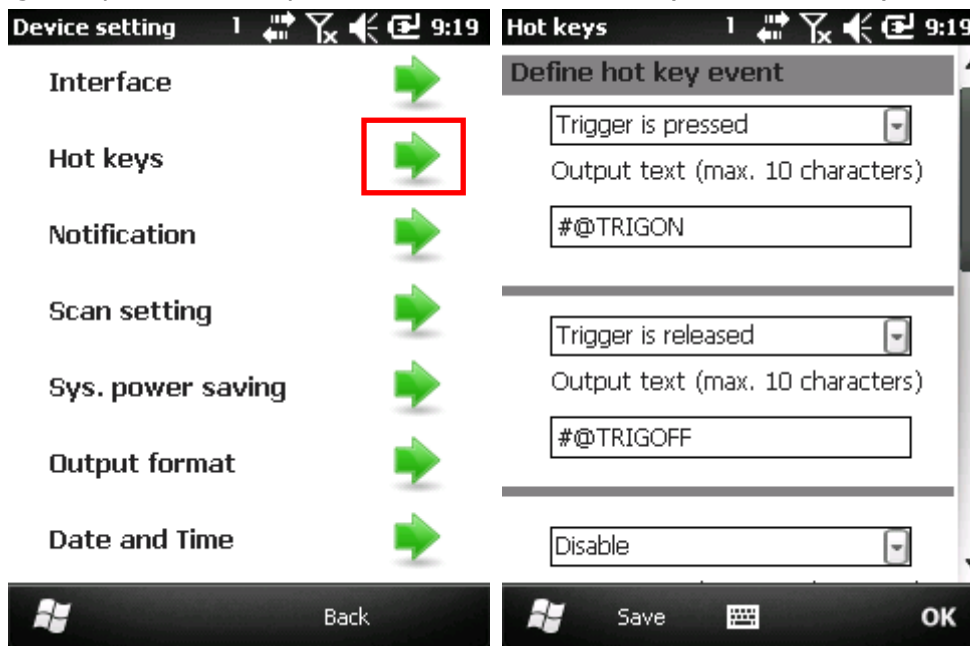 Device setting 1 9:19
Interface
Hot keys
Notification
Scan setting
Sys. power saving
Output format
Date and Time
Back
Hot keys 1 9:19
Define hot key event
Trigger is pressed
Output text (max. 10 characters)
#@TRIGON
Trigger is released
Output text (max. 10 characters)
#@TRIGOFF
Disable
Save OK